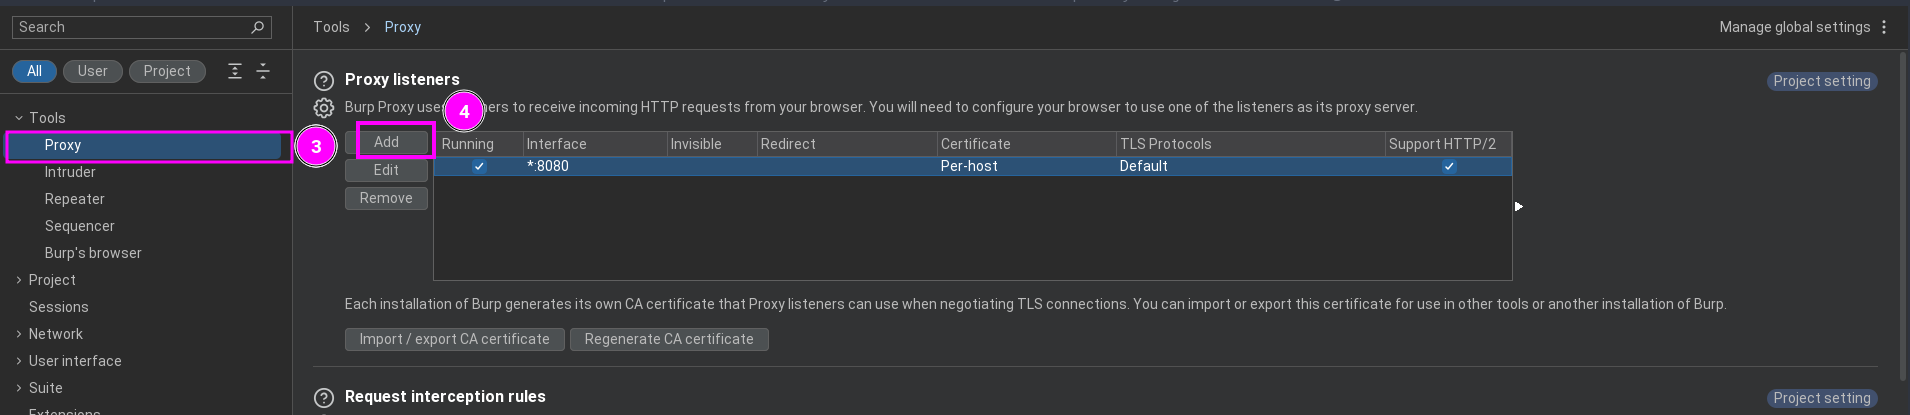 Search
Tools > Proxy
Manage global settings
All User Project
Tools
Proxy
Intruder
Repeater
Sequencer
Burp's browser
Project
Sessions
Network
User interface
Suite
Extensions
3
4
Proxy listeners
Project setting
Burp Proxy uses to receive incoming HTTP requests from your browser. You will need to configure your browser to use one of the listeners as its proxy server.
Add
Edit
Remove
Running Interface Invisible Redirect Certificate TLS Protocols Support HTTP/2
*:8080 Per-host Default
Each installation of Burp generates its own CA certificate that Proxy listeners can use when negotiating TLS connections. You can import or export this certificate for use in other tools or another installation of Burp.
Import / export CA certificate Regenerate CA certificate
Request interception rules
Project setting